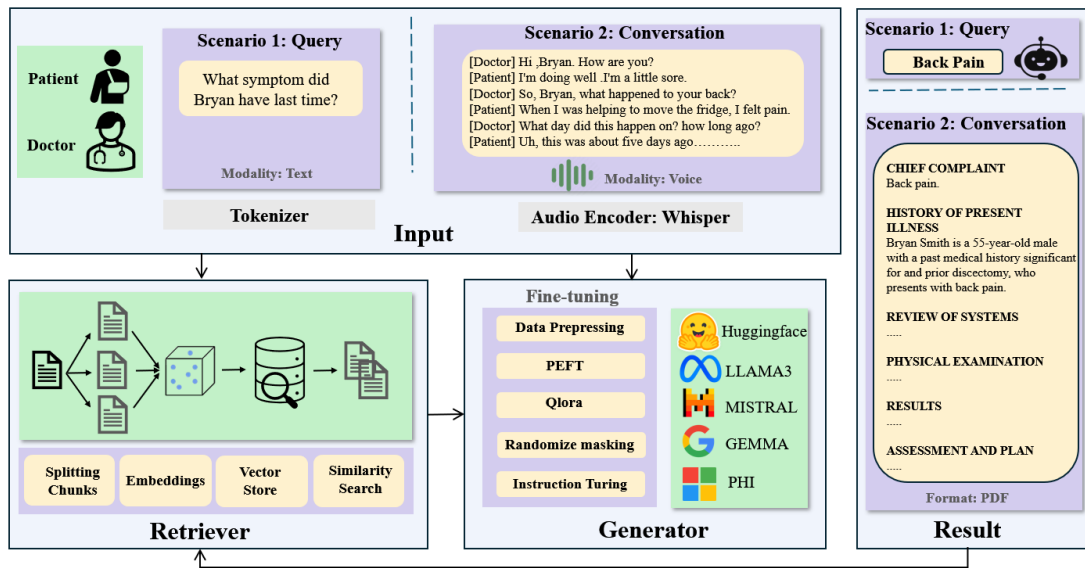 Patient
Doctor
Scenario 1: Query
What symptom did
Bryan have last time?
Modality: Text
Tokenizer
Scenario 2: Conversation
[Doctor] Hi ,Bryan. How are you?
[Patient] I'm doing well .I'm a little sore.
[Doctor] So, Bryan, what happened to your back?
[Patient] When I was helping to move the fridge, I felt pain.
[Doctor] What day did this happen on? how long ago?
[Patient] Uh, this was about five days ago………..
Modality: Voice
Audio Encoder: Whisper
Input
Splitting
Chunks
Embeddings
Vector
Store
Similarity
Search
Retriever
Fine-tuning
Data Prepressing
PEFT
Qlora
Randomize masking
Instruction Turing
Huggingface
LLAMA3
MISTRAL
GEMMA
PHI
Generator
Scenario 1: Query
Back Pain
Scenario 2: Conversation
CHIEF COMPLAINT
Back pain.
HISTORY OF PRESENT
ILLNESS
Bryan Smith is a 55-year-old male
with a past medical history significant
for and prior discectomy, who
presents with back pain.
REVIEW OF SYSTEMS
-----
PHYSICAL EXAMINATION
-----
RESULTS
-----
ASSESSMENT AND PLAN
-----
Format: PDF
Result